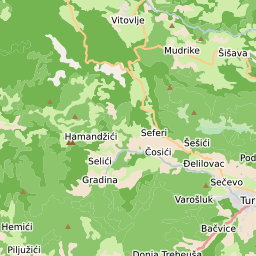 Vitovlje
Mudrike
Šišava
Hamandžići
Seferi
Šešići
Selići
Čosići
Đelilovac
Pod
Gradina
Sečevo
Varošluk
Tur
Hemići
Bačvice
Piljužići
Donja Trebeuša